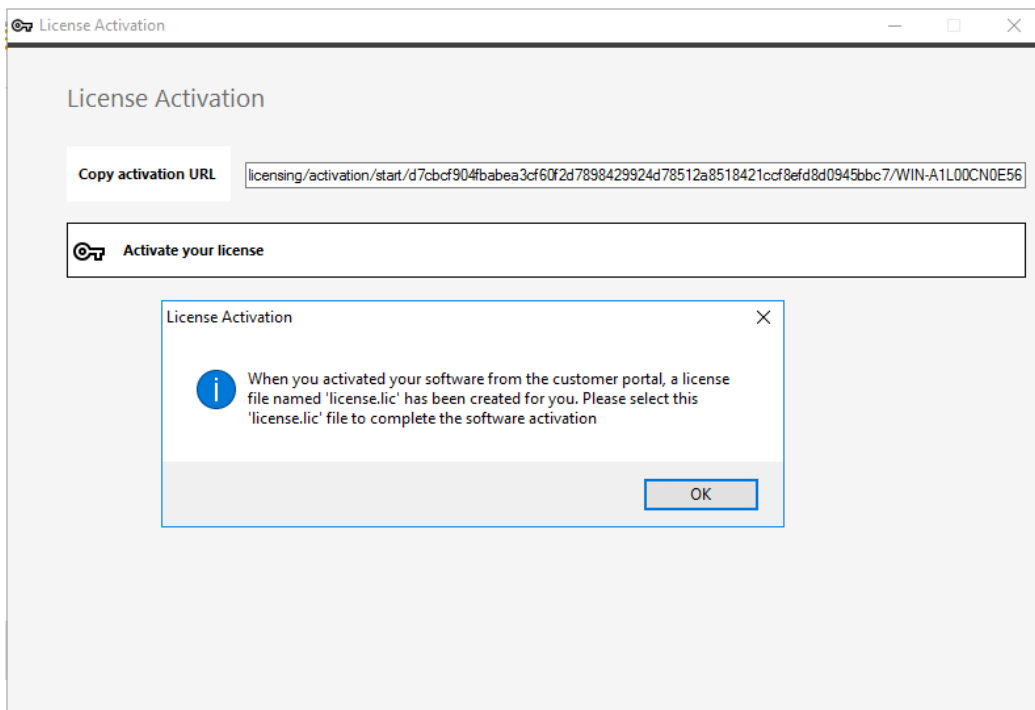 License Activation
License Activation
Copy activation URL
licensing/activation/start/d7cbcf904fbabea3cf60f2d7898429924d78512a8518421ccf8efd8d0945bbc7/WIN-A1L00CN0E56
Activate your license
License Activation
When you activated your software from the customer portal, a license
file named 'license.lic' has been created for you. Please select this
'license.lic' file to complete the software activation
OK